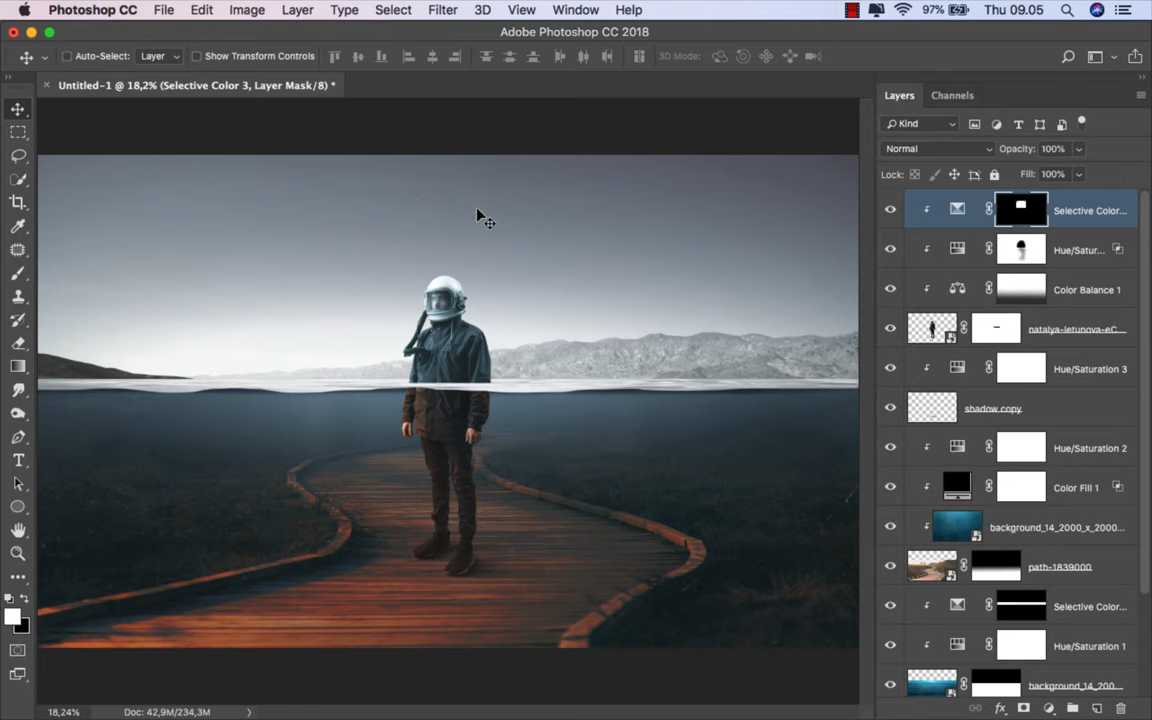 Photoshop CC File Edit Image Layer Type Select Filter 3D View Window Help 97% Thu 09.05
Adobe Photoshop CC 2018
Auto-Select: Layer Show Transform Controls 3D Mode:
× Untitled-1 @ 18,2% (Selective Color 3, Layer Mask/8) *
Layers Channels
Kind
Normal Opacity: 100%
Lock: Fill: 100%
Selective Color...
Hue/Satur...
Color Balance 1
natalya-letunova-eC...
Hue/Saturation 3
shadow copy
Hue/Saturation 2
Color Fill 1
background_14_2000_x_2000...
path-1839000
Selective Color...
Hue/Saturation 1
background_14_200...
18,24% Doc: 42,9M/234,3M